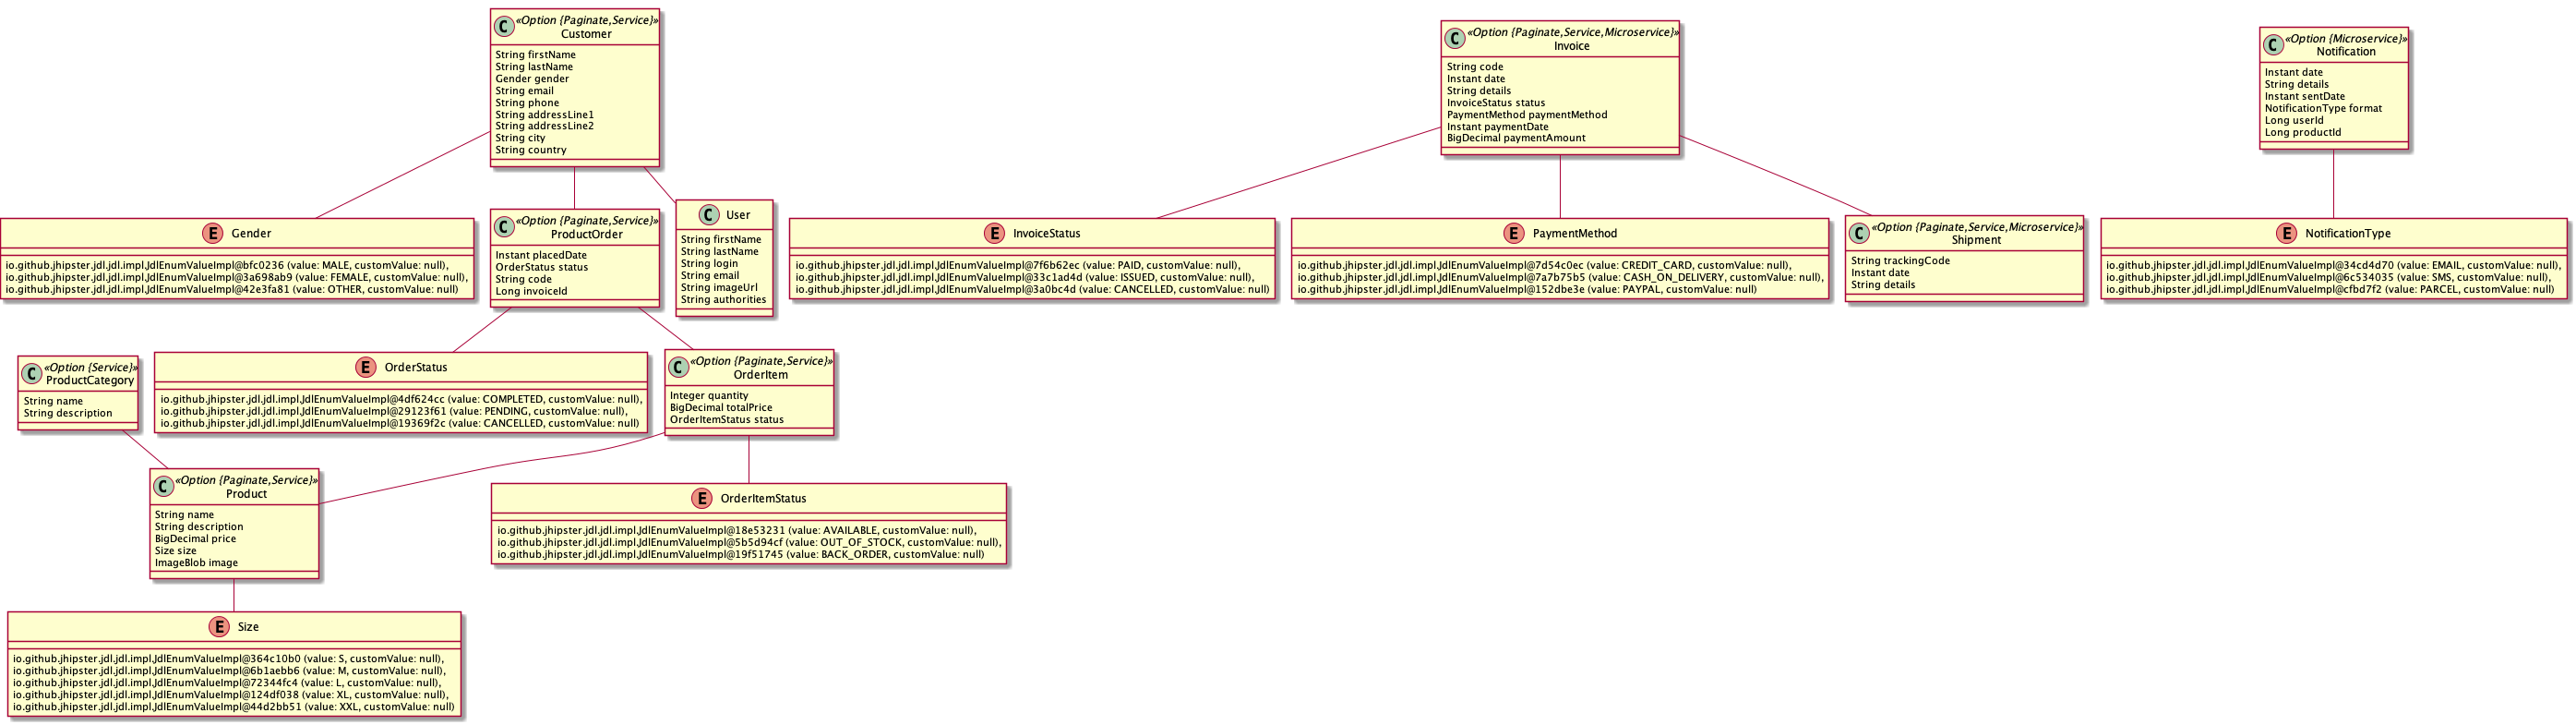 C
«Option {Paginate,Service}»
Customer
String firstName
String lastName
Gender gender
String email
String phone
String addressLine1
String addressLine2
String city
String country
C
«Option {Paginate,Service,Microservice}»
Invoice
String code
Instant date
String details
InvoiceStatus status
PaymentMethod paymentMethod
Instant paymentDate
BigDecimal paymentAmount
C
«Option {Microservice}»
Notification
Instant date
String details
Instant sentDate
NotificationType format
Long userId
Long productId
E
Gender
io.github.jhipster.jdl.jdl.impl.JdlEnumValueImpl@bfc0236 (value: MALE, customValue: null),
io.github.jhipster.jdl.jdl.impl.JdlEnumValueImpl@3a698ab9 (value: FEMALE, customValue: null),
io.github.jhipster.jdl.jdl.impl.JdlEnumValueImpl@42e3fa81 (value: OTHER, customValue: null)
C
«Option {Paginate,Service}»
ProductOrder
Instant placedDate
OrderStatus status
String code
Long invoiceId
C
User
String firstName
String lastName
String login
String email
String imageUrl
String authorities
E
InvoiceStatus
io.github.jhipster.jdl.jdl.impl.JdlEnumValueImpl@7f6b62ec (value: PAID, customValue: null),
io.github.jhipster.jdl.jdl.impl.JdlEnumValueImpl@33c1ad4d (value: ISSUED, customValue: null),
io.github.jhipster.jdl.jdl.impl.JdlEnumValueImpl@3a0bc4d (value: CANCELLED, customValue: null)
E
PaymentMethod
io.github.jhipster.jdl.jdl.impl.JdlEnumValueImpl@7d54c0ec (value: CREDIT_CARD, customValue: null),
io.github.jhipster.jdl.jdl.impl.JdlEnumValueImpl@7a7b75b5 (value: CASH_ON_DELIVERY, customValue: null),
io.github.jhipster.jdl.jdl.impl.JdlEnumValueImpl@152dbe3e (value: PAYPAL, customValue: null)
C
«Option {Paginate,Service,Microservice}»
Shipment
String trackingCode
Instant date
String details
E
NotificationType
io.github.jhipster.jdl.jdl.impl.JdlEnumValueImpl@34cd4d70 (value: EMAIL, customValue: null),
io.github.jhipster.jdl.jdl.impl.JdlEnumValueImpl@6c534035 (value: SMS, customValue: null),
io.github.jhipster.jdl.jdl.impl.JdlEnumValueImpl@cfbd7f2 (value: PARCEL, customValue: null)
C
«Option {Service}»
ProductCategory
String name
String description
E
OrderStatus
io.github.jhipster.jdl.jdl.impl.JdlEnumValueImpl@4df624cc (value: COMPLETED, customValue: null),
io.github.jhipster.jdl.jdl.impl.JdlEnumValueImpl@29123f61 (value: PENDING, customValue: null),
io.github.jhipster.jdl.jdl.impl.JdlEnumValueImpl@19369f2c (value: CANCELLED, customValue: null)
C
«Option {Paginate,Service}»
OrderItem
Integer quantity
BigDecimal totalPrice
OrderItemStatus status
C
«Option {Paginate,Service}»
Product
String name
String description
BigDecimal price
Size size
ImageBlob image
E
OrderItemStatus
io.github.jhipster.jdl.jdl.impl.JdlEnumValueImpl@18e53231 (value: AVAILABLE, customValue: null),
io.github.jhipster.jdl.jdl.impl.JdlEnumValueImpl@5b5d94cf (value: OUT_OF_STOCK, customValue: null),
io.github.jhipster.jdl.jdl.impl.JdlEnumValueImpl@19f51745 (value: BACK_ORDER, customValue: null)
E
Size
io.github.jhipster.jdl.jdl.impl.JdlEnumValueImpl@364c10b0 (value: S, customValue: null),
io.github.jhipster.jdl.jdl.impl.JdlEnumValueImpl@6b1aebb6 (value: M, customValue: null),
io.github.jhipster.jdl.jdl.impl.JdlEnumValueImpl@72344fc4 (value: L, customValue: null),
io.github.jhipster.jdl.jdl.impl.JdlEnumValueImpl@124df038 (value: XL, customValue: null),
io.github.jhipster.jdl.jdl.impl.JdlEnumValueImpl@44d2bb51 (value: XXL, customValue: null)